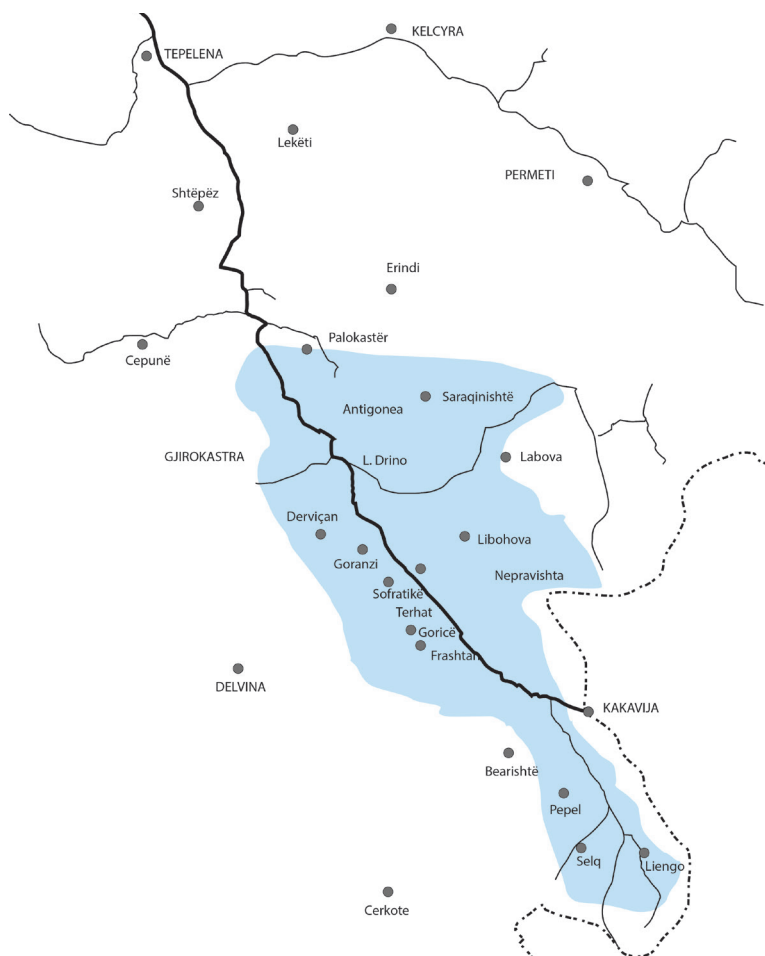 KELCYRA
TEPELENA
Lekëti
PERMETI
Shtëpëz
Erindi
Palokastër
Cepunë
Saraqinishtë
Antigonea
GJIROKASTRA
L. Drino
Labova
Derviçan
Libohova
Goranzi
Nepravishta
Sofratikë
Terhat
Goricë
Frashtan
DELVINA
KAKAVIJA
Bearishtë
Pepel
Selq
Liengo
Cerkote